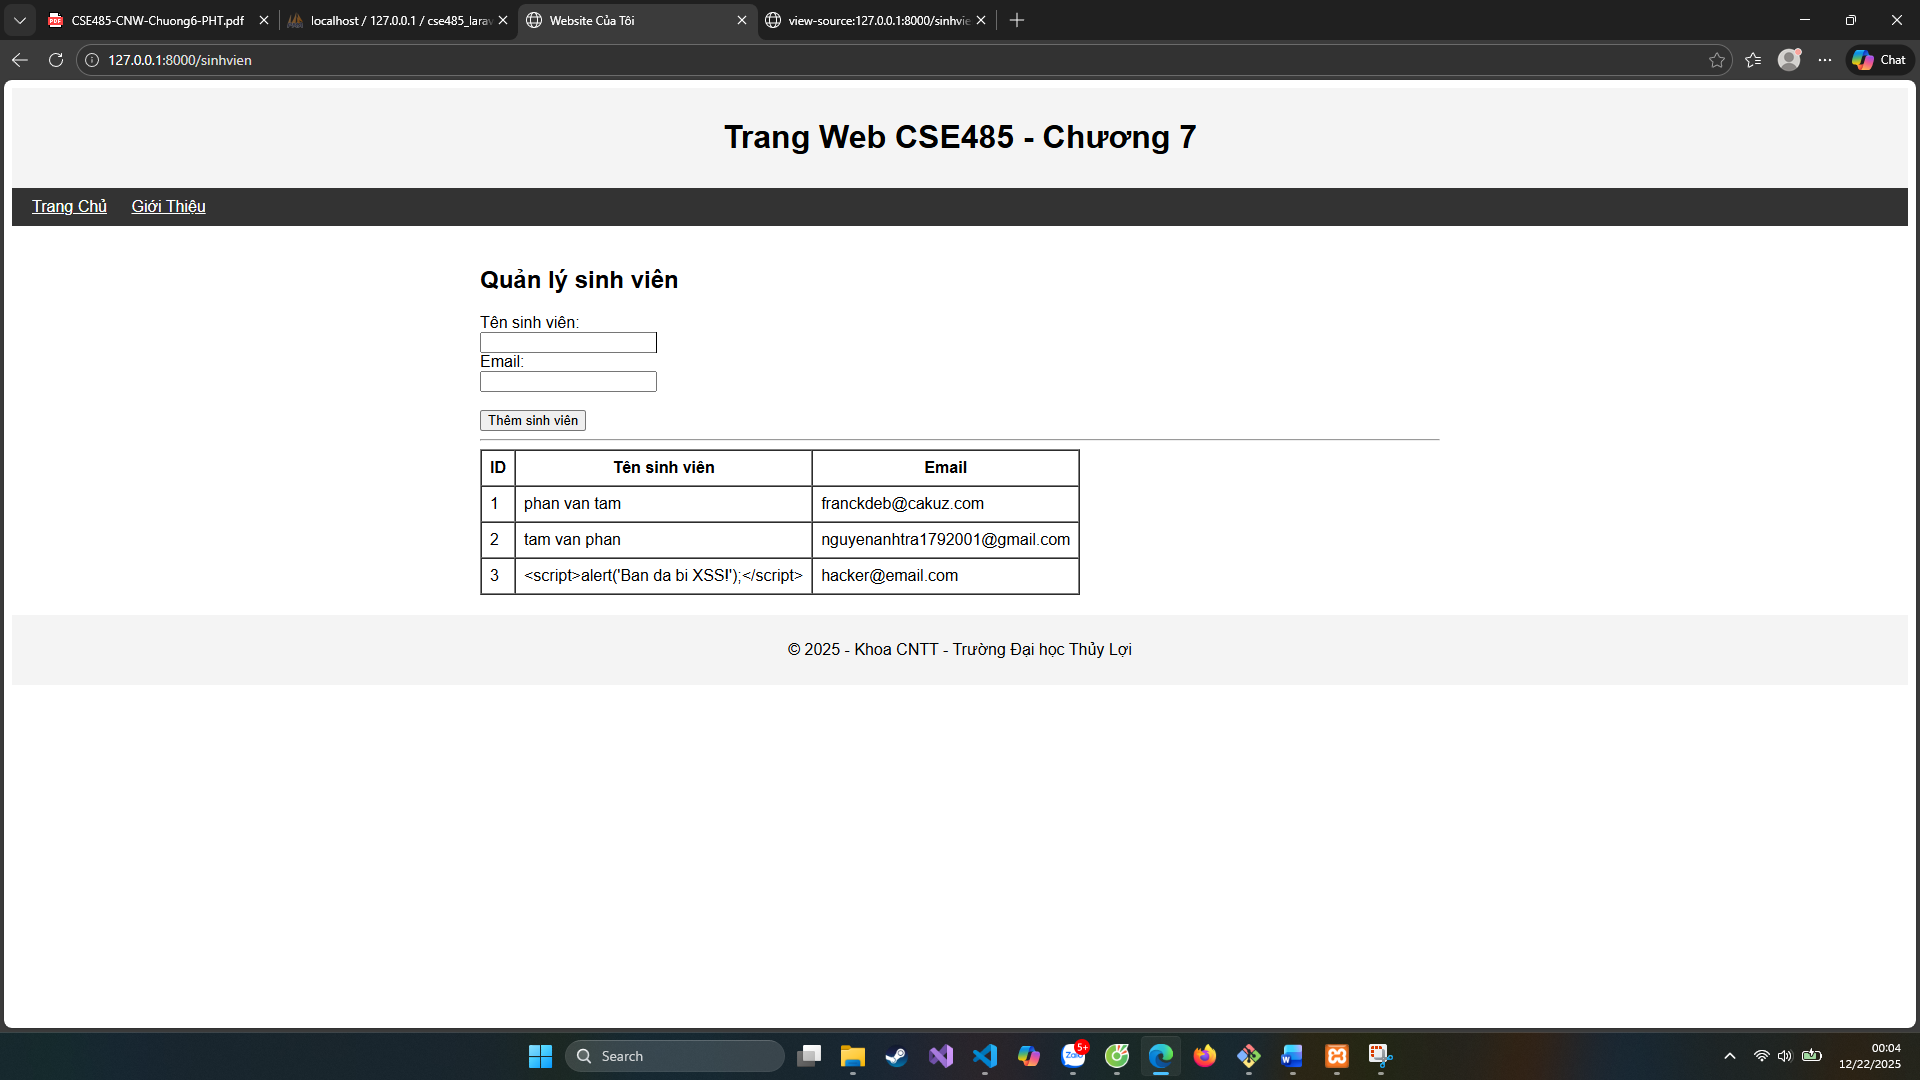 CSE485-CNW-Chuong6-PHT.pdf
localhost / 127.0.0.1 / cse485_larav
Website Của Tôi
view-source:127.0.0.1:8000/sinhvie
127.0.0.1:8000/sinhvien
Chat
Trang Web CSE485 - Chương 7
Trang Chủ Giới Thiệu
Quản lý sinh viên
Tên sinh viên:
Email:
Thêm sinh viên
ID Tên sinh viên Email
1 phan van tam franckdeb@cakuz.com
2 tam van phan nguyenanhtra1792001@gmail.com
3 <script>alert('Ban da bi XSS!');</script> hacker@email.com
© 2025 - Khoa CNTT - Trường Đại học Thủy Lợi
Search
5+
00:04
12/22/2025